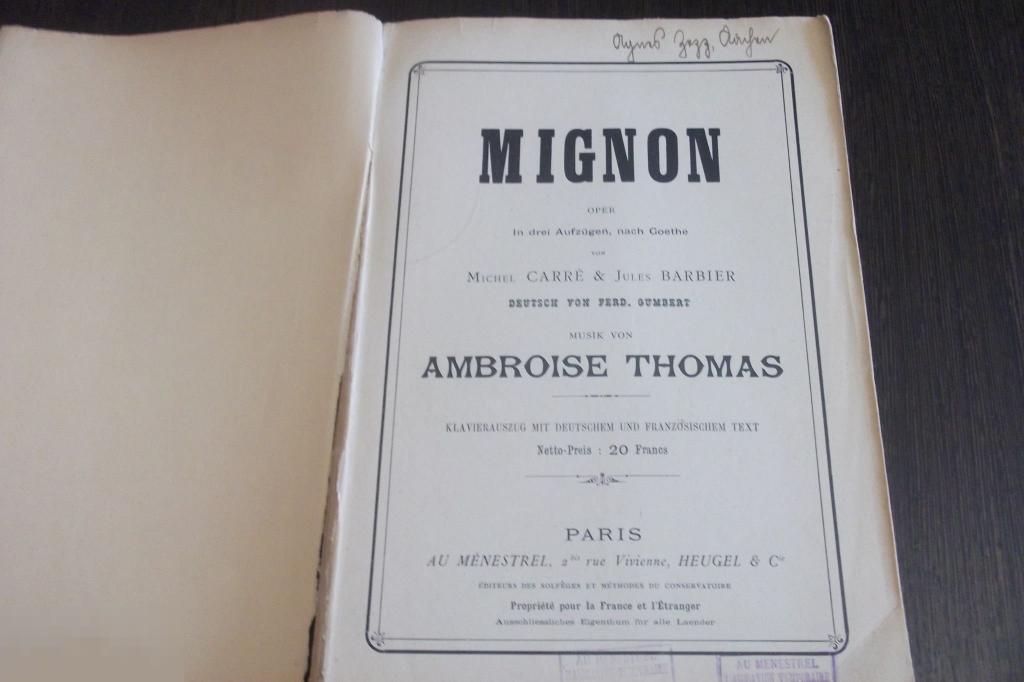 Agnes Zezz, Aachen
MIGNON
OPER
In drei Aufzügen, nach Goethe
VON
MICHEL CARRÉ & JULES BARBIER
DEUTSCH VON FERD. GUMBERT
MUSIK VON
AMBROISE THOMAS
KLAVIERAUSZUG MIT DEUTSCHEM UND FRANZÖSISCHEM TEXT
Netto-Preis : 20 Francs
PARIS
AU MÉNESTREL, 2bis rue Vivienne, HEUGEL & Cie
ÉDITEURS DES SOLFÈGES ET MÉTHODES DU CONSERVATOIRE
Propriété pour la France et l'Étranger
Ausschliessliches Eigenthum für alle Laender
AU MENESTREL
AU MENESTREL